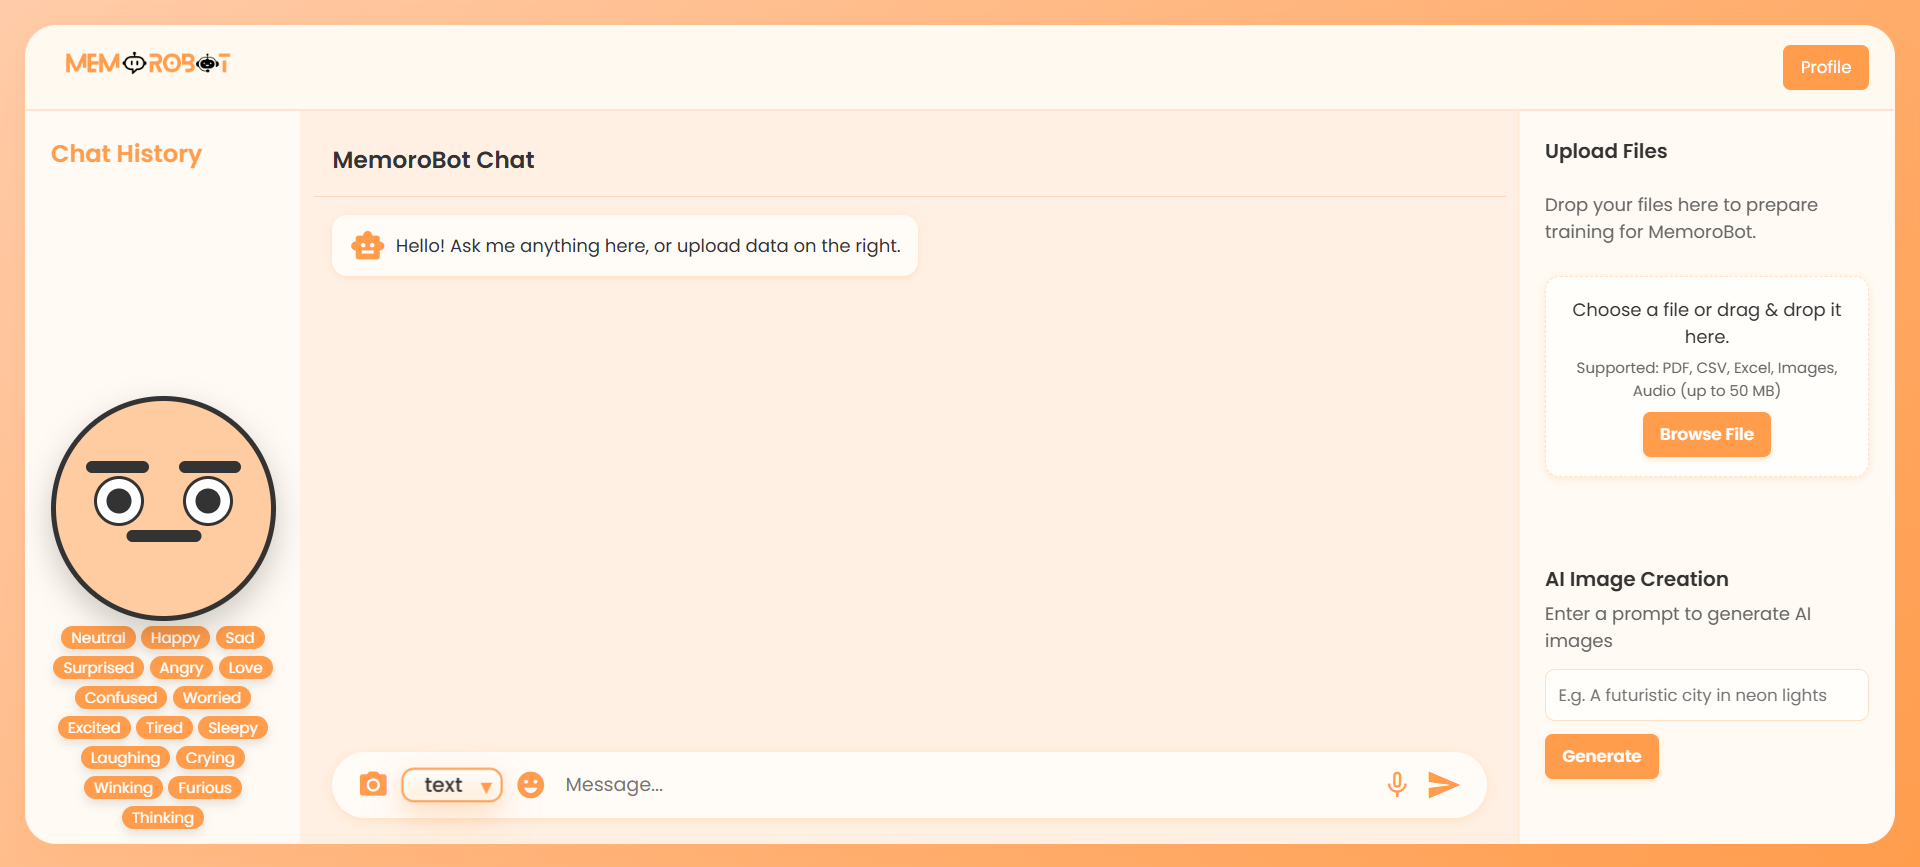 MEMOROBOT
Profile
Chat History
Neutral Happy Sad
Surprised Angry Love
Confused Worried
Excited Tired Sleepy
Laughing Crying
Winking Furious
Thinking
MemoroBot Chat
Hello! Ask me anything here, or upload data on the right.
text
Message...
Upload Files
Drop your files here to prepare
training for MemoroBot.
Choose a file or drag & drop it
here.
Supported: PDF, CSV, Excel, Images,
Audio (up to 50 MB)
Browse File
AI Image Creation
Enter a prompt to generate AI
images
E.g. A futuristic city in neon lights
Generate